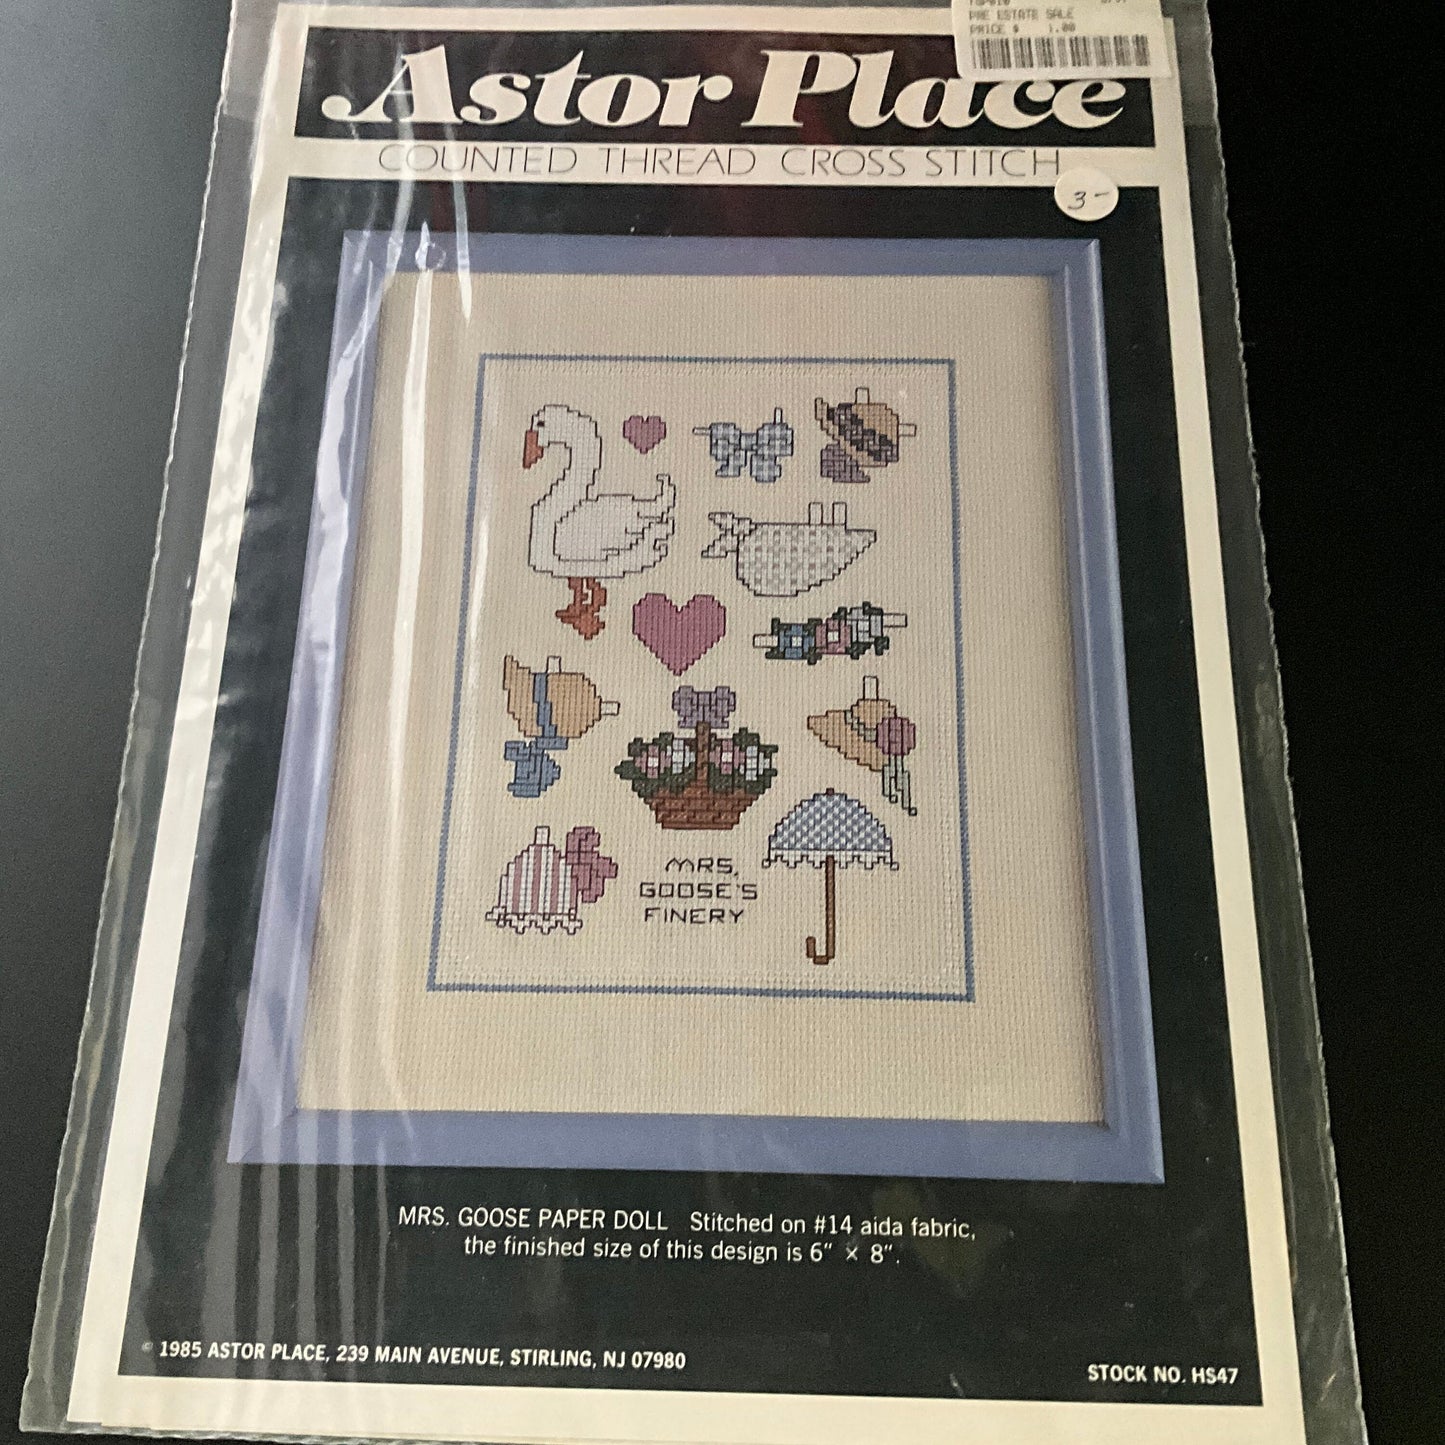 PRE ESTATE SALE
PRICE $ 1.00
Astor Place
COUNTED THREAD CROSS STITCH
3-
MRS.
GOOSE'S
FINERY
MRS. GOOSE PAPER DOLL Stitched on #14 aida fabric,
the finished size of this design is 6" × 8".
© 1985 ASTOR PLACE, 239 MAIN AVENUE, STIRLING, NJ 07980
STOCK NO. HS47